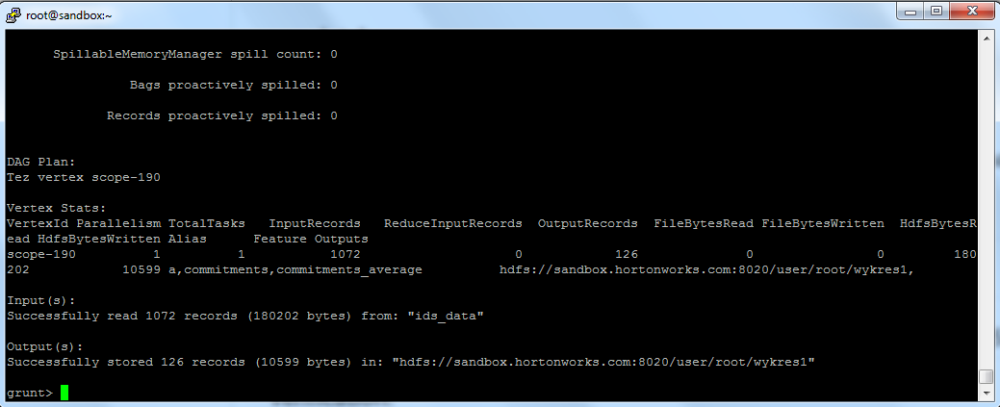 root@sandbox:~
SpillableMemoryManager spill count: 0
Bags proactively spilled: 0
Records proactively spilled: 0
DAG Plan:
Tez vertex scope-190
Vertex Stats:
VertexId Parallelism TotalTasks   InputRecords   ReduceInputRecords  OutputRecords  FileBytesRead FileBytesWritten  HdfsBytesR
ead HdfsBytesWritten Alias      Feature Outputs
scope-190          1          1           1072                    0            126              0                0         180
202            10599 a,commitments,commitments_average          hdfs://sandbox.hortonworks.com:8020/user/root/wykres1,
Input(s):
Successfully read 1072 records (180202 bytes) from: "ids_data"
Output(s):
Successfully stored 126 records (10599 bytes) in: "hdfs://sandbox.hortonworks.com:8020/user/root/wykres1"
grunt>